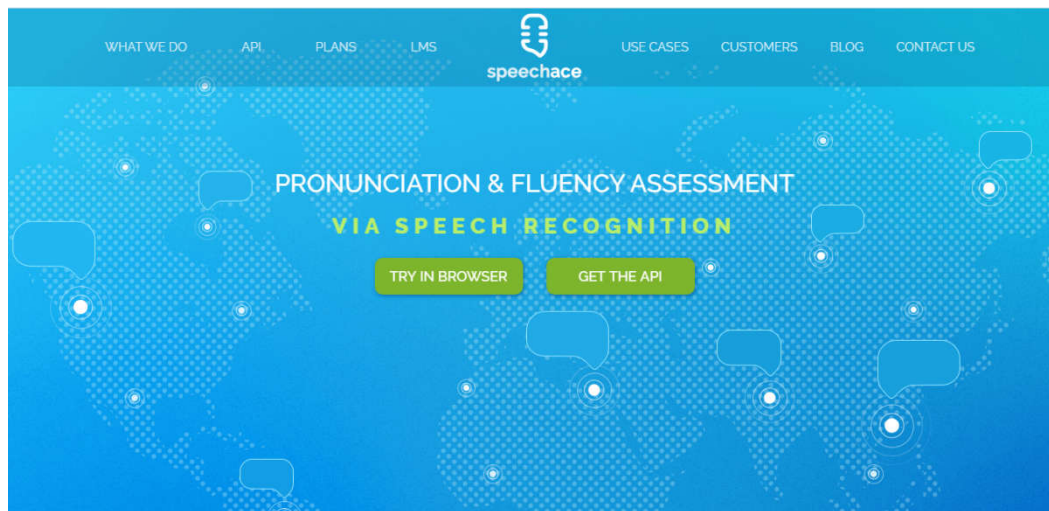 WHAT WE DO API PLANS LMS speechace USE CASES CUSTOMERS BLOG CONTACT US
PRONUNCIATION & FLUENCY ASSESSMENT
VIA SPEECH RECOGNITION
TRY IN BROWSER GET THE API